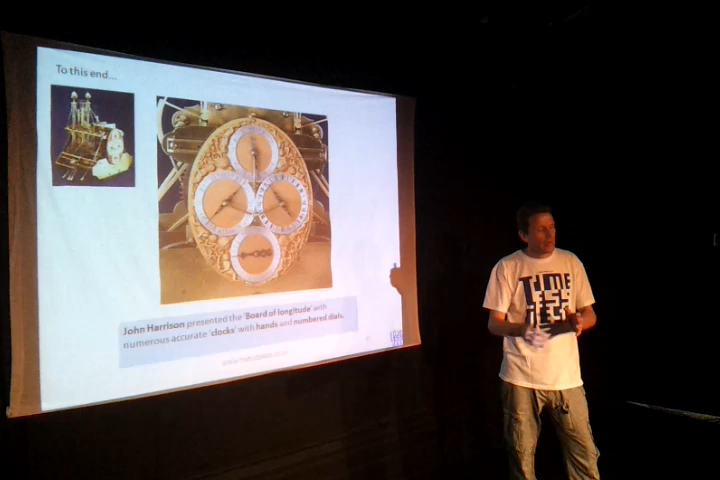 To this end...
John Harrison presented the 'Board of longitude' with
numerous accurate 'clocks' with hands and numbered dials.
TIME